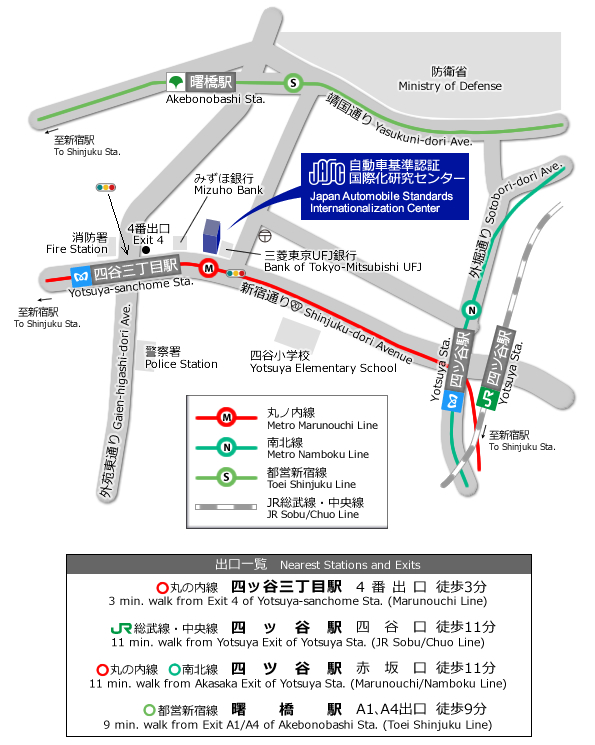 防衛省
Ministry of Defense
曙橋駅
S
Akebonobashi Sta.
靖国通り Yasukuni-dori Ave.
至新宿駅
To Shinjuku Sta.
みずほ銀行
Mizuho Bank
JASIC
自動車基準認証
国際化研究センター
Japan Automobile Standards
Internationalization Center
外堀通り Sotobori-dori Ave.
消防署
Fire Station
4番出口
Exit 4
三菱東京UFJ銀行
Bank of Tokyo-Mitsubishi UFJ
四谷三丁目駅
M
Yotsuya-sanchome Sta.
新宿通り Shinjuku-dori Avenue
至新宿駅
To Shinjuku Sta.
N
警察署
Police Station
四谷小学校
Yotsuya Elementary School
外苑東通り Gaien-higashi-dori Ave.
Yotsuya Sta.
四ツ谷駅
JR
四ツ谷駅
Yotsuya Sta.
至新宿駅
To Shinjuku Sta.
M
丸ノ内線
Metro Marunouchi Line
N
南北線
Metro Namboku Line
S
都営新宿線
Toei Shinjuku Line
JR総武線・中央線
JR Sobu/Chuo Line
出口一覧 Nearest Stations and Exits
丸の内線 四ッ谷三丁目駅 4 番 出 口 徒歩3分
3 min. walk from Exit 4 of Yotsuya-sanchome Sta. (Marunouchi Line)
JR 総武線・中央線 四 ッ 谷 駅 四 谷 口 徒歩11分
11 min. walk from Yotsuya Exit of Yotsuya Sta. (JR Sobu/Chuo Line)
丸の内線 南北線 四 ツ 谷 駅 赤 坂 口 徒歩11分
11 min. walk from Akasaka Exit of Yotsuya Sta. (Marunouchi/Namboku Line)
都営新宿線 曙 橋 駅 A1、A4出口 徒歩9分
9 min. walk from Exit A1/A4 of Akebonobashi Sta. (Toei Shinjuku Line)